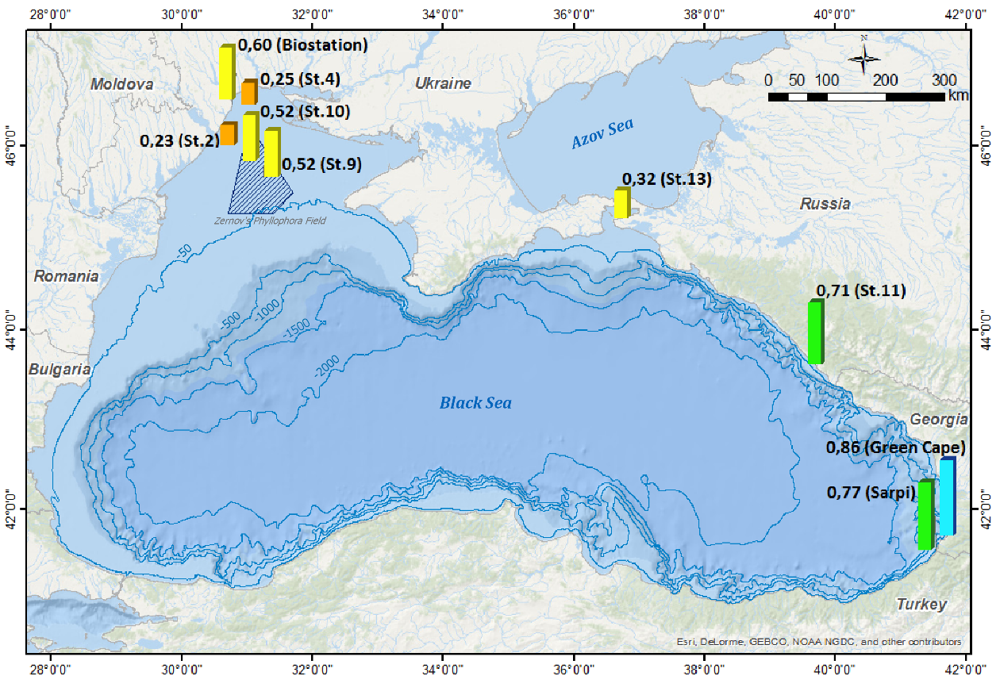 28°0'0" 30°0'0" 32°0'0" 34°0'0" 36°0'0" 38°0'0" 40°0'0" 42°0'0"
0,60 (Biostation)
N
Moldova
0,25 (St.4)
Ukraine
0 50 100 200 300
km
0,52 (St.10)
Azov Sea
46°0'0"
46°0'0"
0,23 (St.2)
0,52 (St.9)
0,32 (St.13)
Russia
Zernov's Phyllophora Field
-50
Romania
0,71 (St.11)
-500
-1000
-1500
44°0'0"
44°0'0"
Bulgaria
-2000
Black Sea
Georgia
0,86 (Green Cape)
0,77 (Sarpi)
42°0'0"
42°0'0"
Turkey
Esri, DeLorme, GEBCO, NOAA NGDC, and other contributors
28°0'0" 30°0'0" 32°0'0" 34°0'0" 36°0'0" 38°0'0" 40°0'0" 42°0'0"